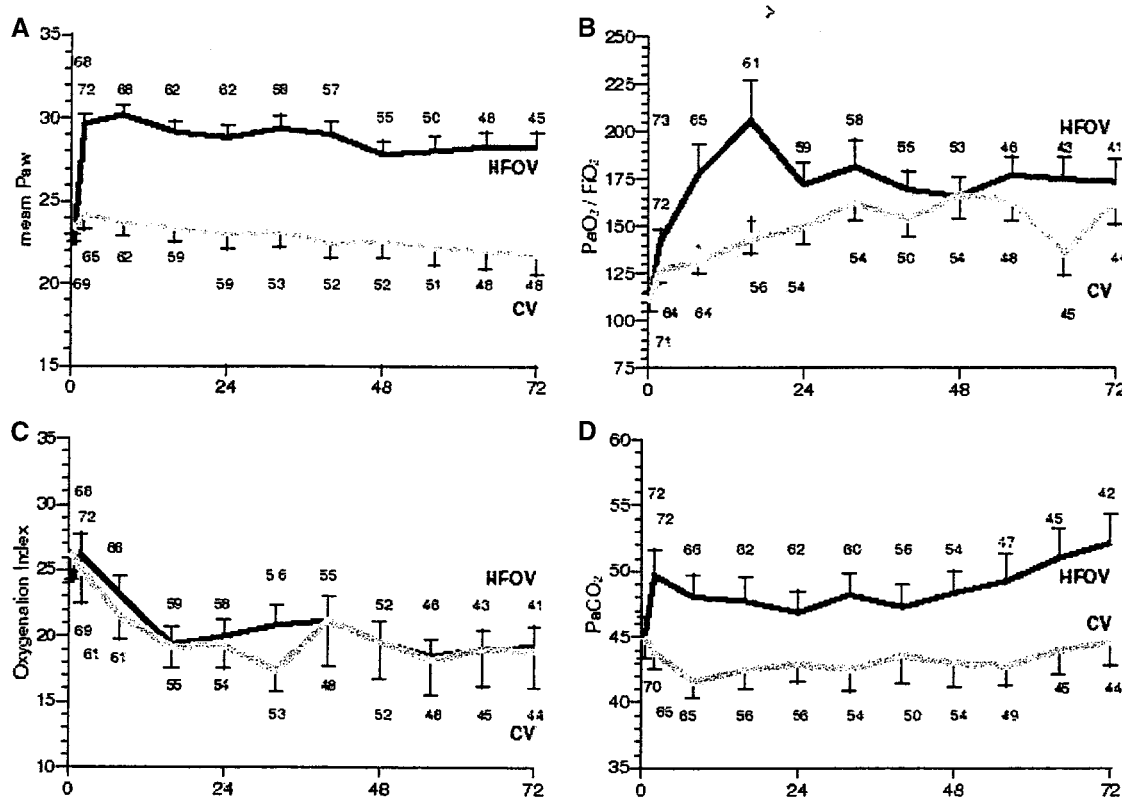 A
35
68
72 68 62 62 58 57 55 50 48 45
30
HFOV
25
mean Paw
65 62 59
69 59 53 52 52 51 48 48
20
CV
15
0 24 48 72
B
250
61
225
73 65 58
200
HFOV
59 55 53 46 43 41
175
72
150
PaO2 / FiO2
54 50 54 48 44
125
56 54
CV
64 64 45
100
71
75
0 24 48 72
C
35
68
30
72 66
59 58 56 55 52 46 43 41
HFOV
25
Oxygenation Index
20
69
61 61 55 54 48
53 52 48 45 44
15
CV
10
0 24 48 72
D
60
42
72
55
72 45
66 62 62 60 56 54 47
50
HFOV
PaCO2
CV
45
70
65 65 56 56 54 50 54 49 45 44
40
35
0 24 48 72